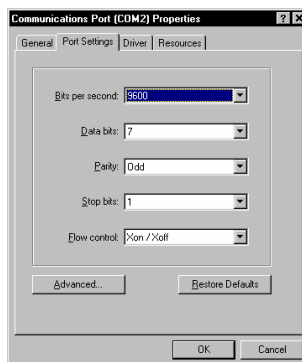 Communications Port (COM2) Properties
General Port Settings Driver Resources
Bits per second: 9600
Data bits: 7
Parity: Odd
Stop bits: 1
Flow control: Xon / Xoff
Advanced... Restore Defaults
OK Cancel